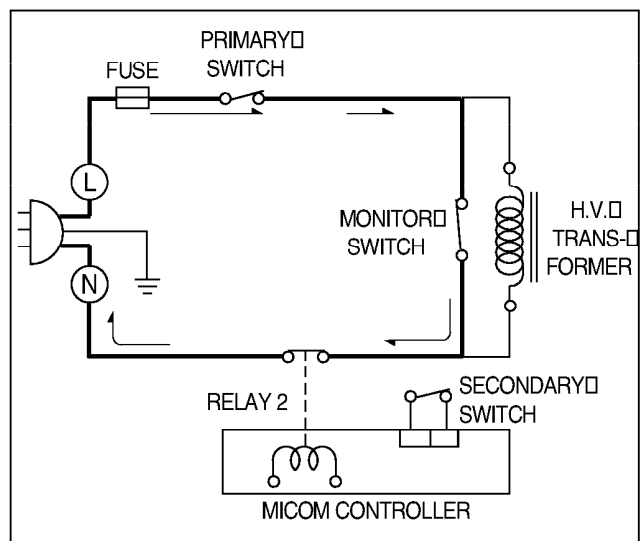 PRIMARY□
SWITCH
FUSE
L
MONITOR□
SWITCH
H.V.□
TRANS-□
FORMER
N
RELAY 2
SECONDARY□
SWITCH
MICOM CONTROLLER